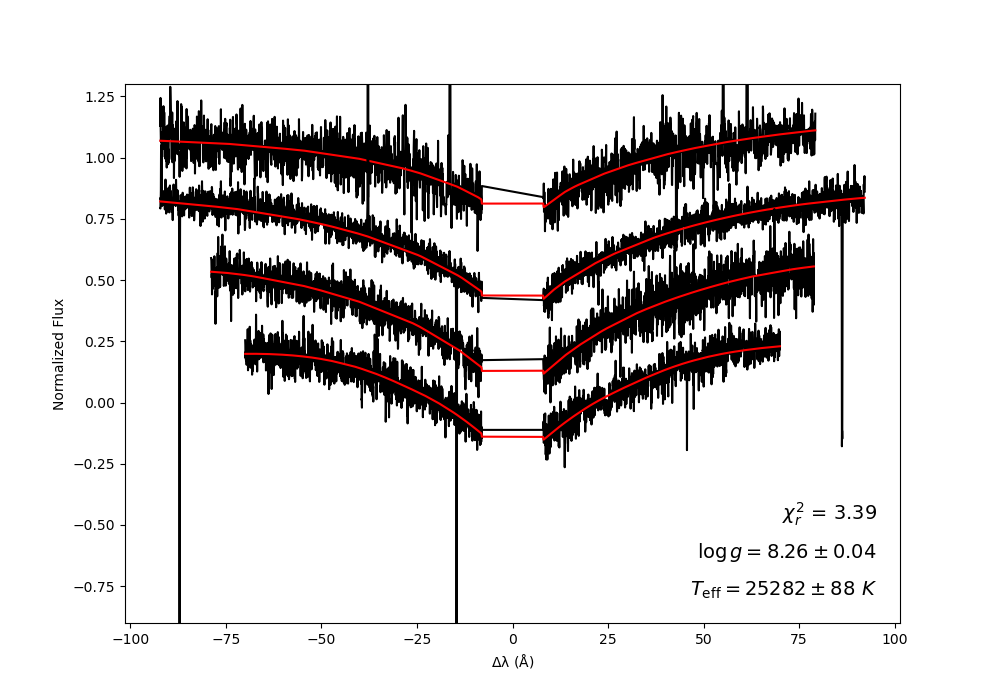 1.25
1.00
0.75
0.50
0.25
0.00
−0.25
−0.50
−0.75
Normalized Flux
χ²ᵣ = 3.39
log g = 8.26 ± 0.04
T_eff = 25282 ± 88 K
−100 −75 −50 −25 0 25 50 75 100
Δλ (Å)